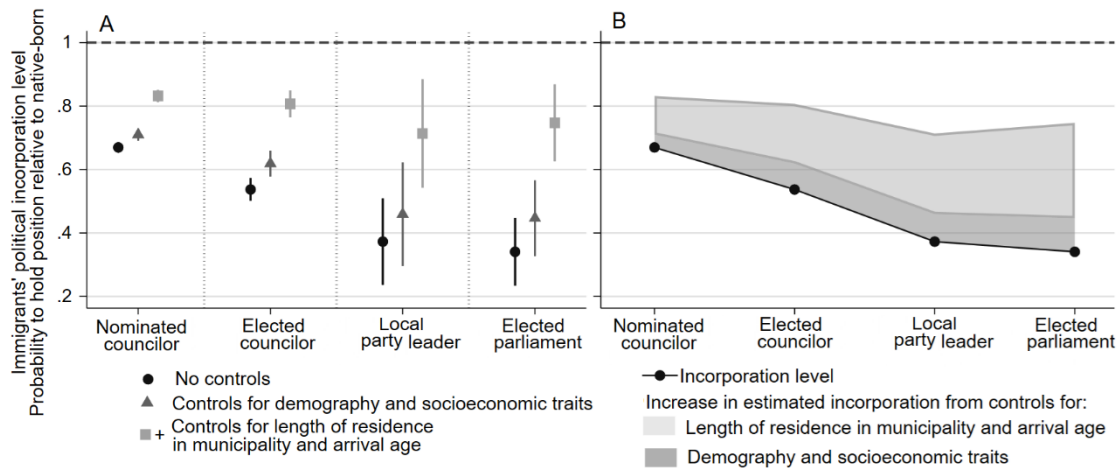 Immigrants' political incorporation level
Probability to hold position relative to native-born
A
1
.8
.6
.4
.2
Nominated councilor
Elected councilor
Local party leader
Elected parliament
No controls
Controls for demography and socioeconomic traits
+ Controls for length of residence
in municipality and arrival age
B
Nominated councilor
Elected councilor
Local party leader
Elected parliament
Incorporation level
Increase in estimated incorporation from controls for:
Length of residence in municipality and arrival age
Demography and socioeconomic traits